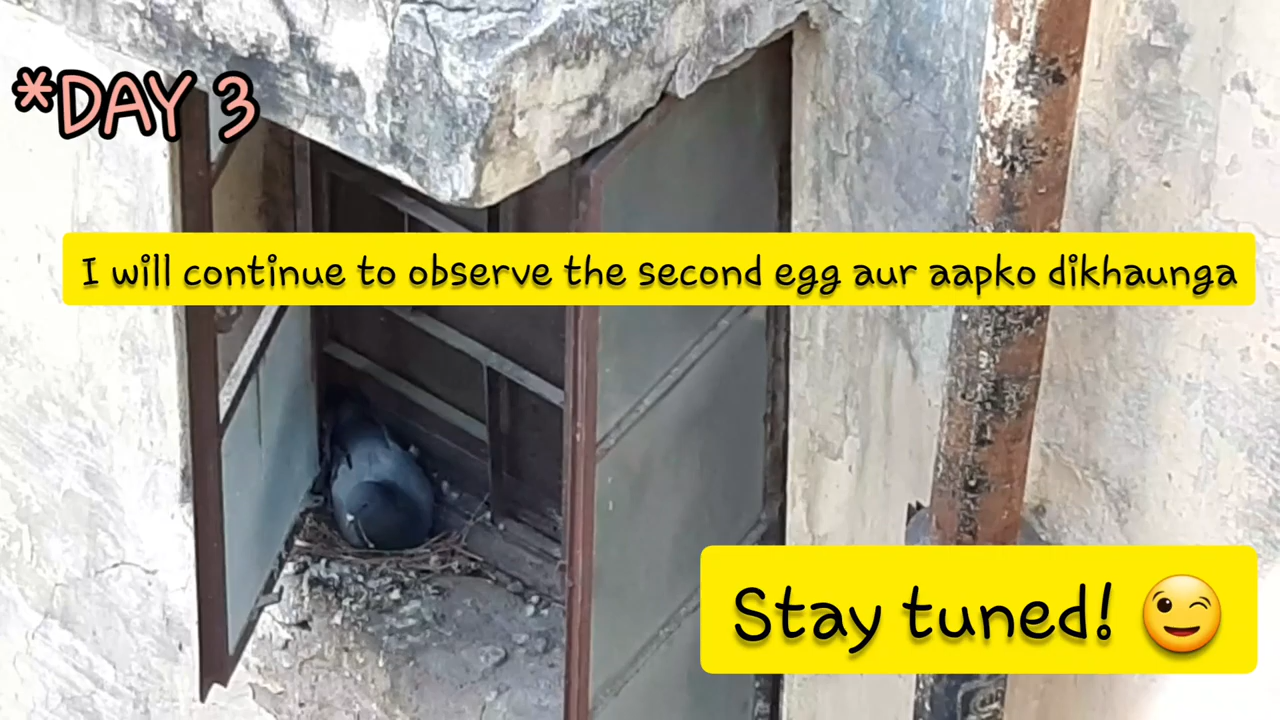 *DAY 3
I will continue to observe the second egg aur aapko dikhaunga
Stay tuned! 😉